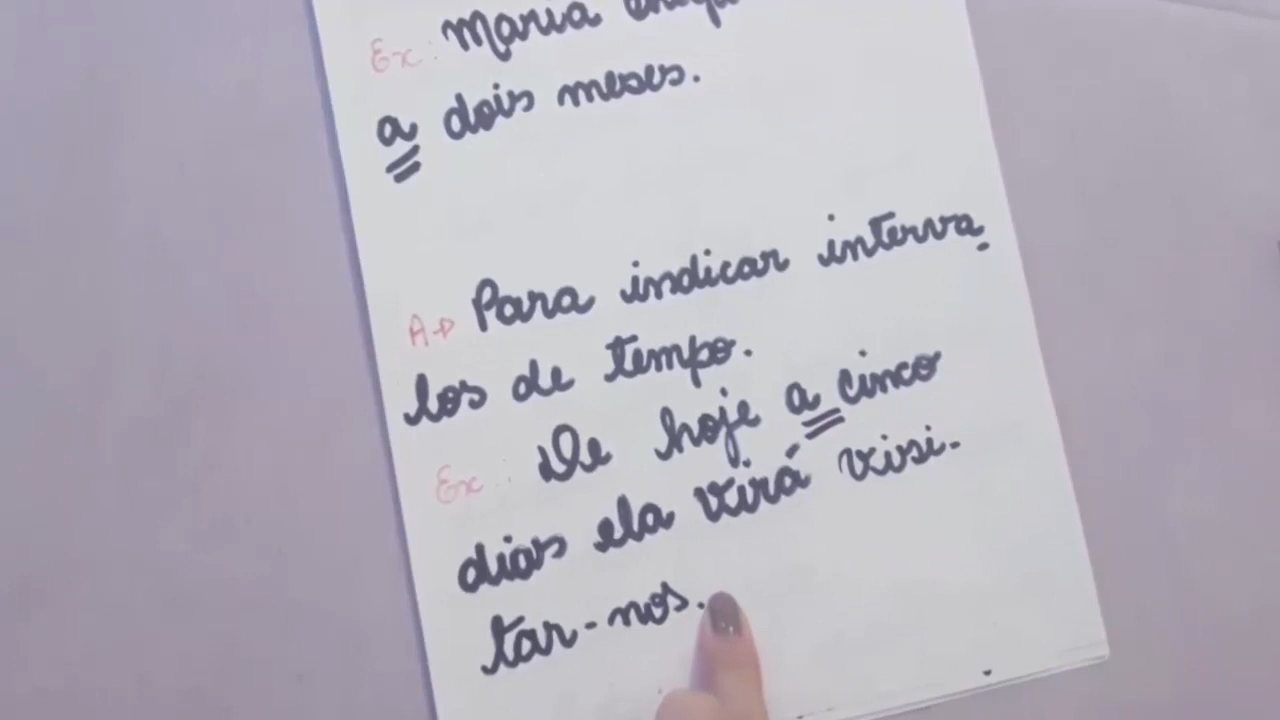 Ex: Maria
a dois meses.
A→ Para indicar interva
los de tempo.
Ex: De hoje a cinco
dias ela virá visi-
tar-nos.